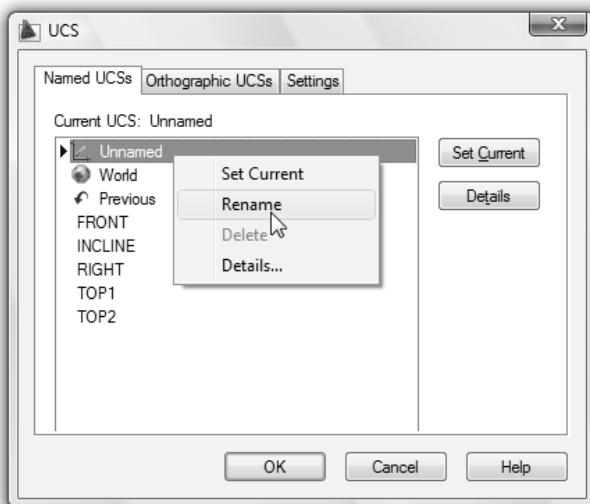 UCS
Named UCSs Orthographic UCSs Settings
Current UCS: Unnamed
Unnamed
World
Previous
FRONT
INCLINE
RIGHT
TOP1
TOP2
Set Current
Rename
Delete
Details...
Set Current
Details
OK Cancel Help